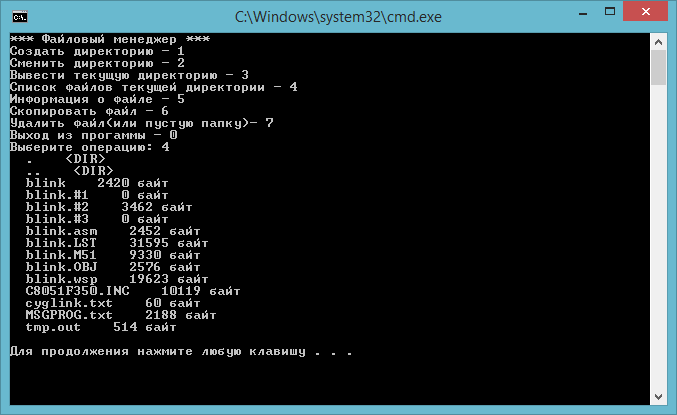 C:\Windows\system32\cmd.exe
*** Файловый менеджер ***
Создать директорию - 1
Сменить директорию - 2
Вывести текущую директорию - 3
Список файлов текущей директории - 4
Информация о файле - 5
Скопировать файл - 6
Удалить файл(или пустую папку)- 7
Выход из прогаммы - 0
Выберите операцию: 4
. <DIR>
.. <DIR>
blink 2420 байт
blink.#1 0 байт
blink.#2 3462 байт
blink.#3 0 байт
blink.asm 2452 байт
blink.LST 31595 байт
blink.M51 9330 байт
blink.OBJ 2576 байт
blink.wsp 19623 байт
C8051F350.INC 10119 байт
cyglink.txt 60 байт
MSGPROG.txt 2188 байт
tmp.out 514 байт
Для продолжения нажмите любую клавишу . . .